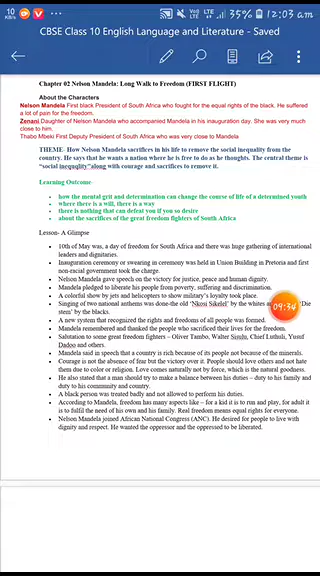 10
KB/s
VO LTE
LTE
35%
12:03 am
CBSE Class 10 English Language and Literature - Saved
Chapter 02 Nelson Mandela: Long Walk to Freedom (FIRST FLIGHT)
About the Characters
Nelson Mandela First black President of South Africa who fought for the equal rights of the black. He suffered
a lot of pain for the freedom.
Zenani Daughter of Nelson Mandela who accompanied Mandela in his inauguration day. She was very much
close to him.
Thabo Mbeki First Deputy President of South Africa who was very close to Mandela
THEME- How Nelson Mandela sacrifices in his life to remove the social inequality from the
country. He says that he wants a nation where he is free to do as he thoughts. The central theme is
"social inequqlity"along with courage and sacrifices to remove it.
Learning Outcome
• how the mental grit and determination can change the course of life of a determined youth
• where there is a will, there is a way
• there is nothing that can defeat you if you so desire
• about the sacrifices of the great freedom fighters of South Africa
Lesson- A Glimpse
• 10th of May was, a day of freedom for South Africa and there was huge gathering of international
leaders and dignitaries.
• Inauguration ceremony or swearing in ceremony was held in Union Building in Pretoria and first
non-racial government took the charge.
• Nelson Mandela gave speech on the victory for justice, peace and human dignity.
• Mandela pledged to liberate his people from poverty, suffering and discrimination.
• A colorful show by jets and helicopters to show military's loyalty took place.
• Singing of two national anthems was done-the old 'Nkosi Sikelel' by the whites 'Die
stem' by the blacks.
09:34
• A new system that recognized the rights and freedoms of all people was formed.
• Mandela remembered and thanked the people who sacrificed their lives for the freedom.
• Salutation to some great freedom fighters – Oliver Tambo, Walter Sisulu, Chief Luthuli, Yusuf
Dadoo and others.
• Mandela said in speech that a country is rich because of its people not because of the minerals.
• Courage is not the absence of fear but the victory over it. People should love others and not hate
them due to color or religion. Love comes naturally not by force, which is the natural goodness.
• He also stated that a man should try to make a balance between his duties – duty to his family and
duty to his community and country.
• A black person was treated badly and not allowed to perform his duties.
• According to Mandela, freedom has many aspects like – for a kid it is to run and play, for adult it
is to fulfil the need of his own and his family. Real freedom means equal rights for everyone.
• Nelson Mandela joined African National Congress (ANC). He desired for people to live with
dignity and respect. He wanted the oppressor and the oppressed to be liberated.